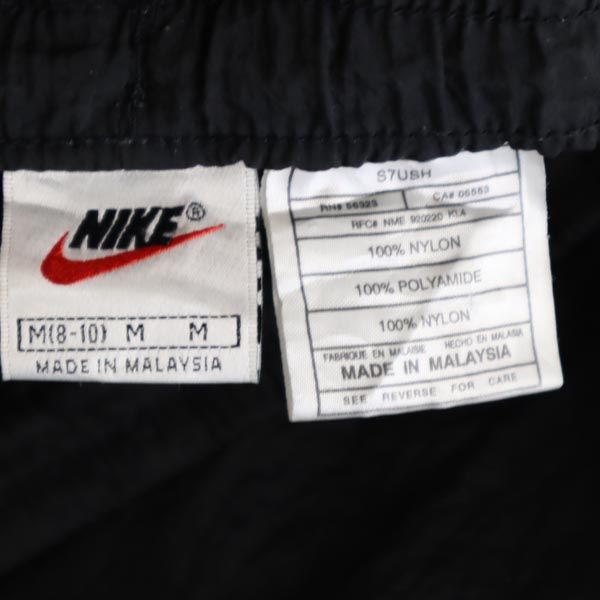 NIKE®
M(8-10) M M
MADE IN MALAYSIA
S7USH
RN# 56323 CA# 05553
RFC# NME 920220 KLA
100% NYLON
100% POLYAMIDE
100% NYLON
FABRIQUE EN MALAISIE HECHO EN MALASIA
MADE IN MALAYSIA
SEE REVERSE FOR CARE